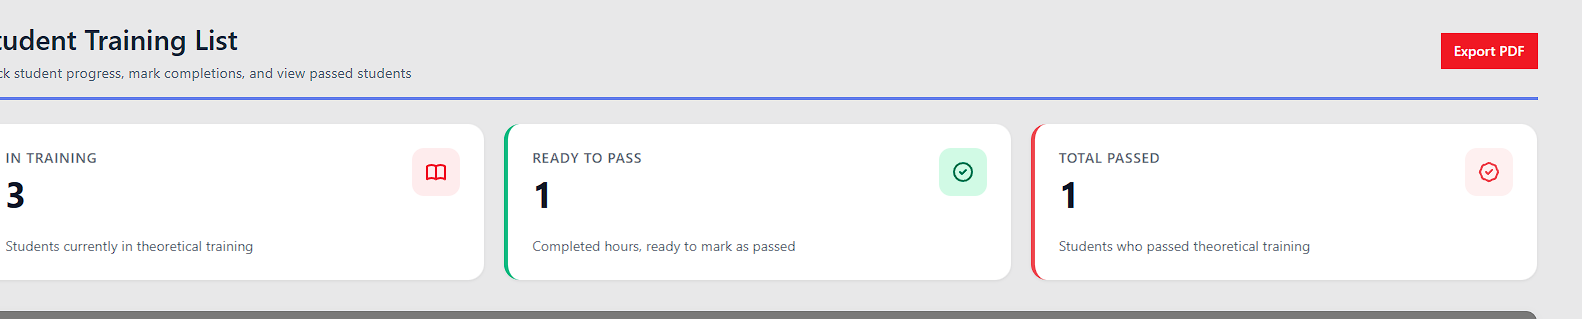 tudent Training List
Export PDF
ck student progress, mark completions, and view passed students
IN TRAINING
3
Students currently in theoretical training
READY TO PASS
1
Completed hours, ready to mark as passed
TOTAL PASSED
1
Students who passed theoretical training